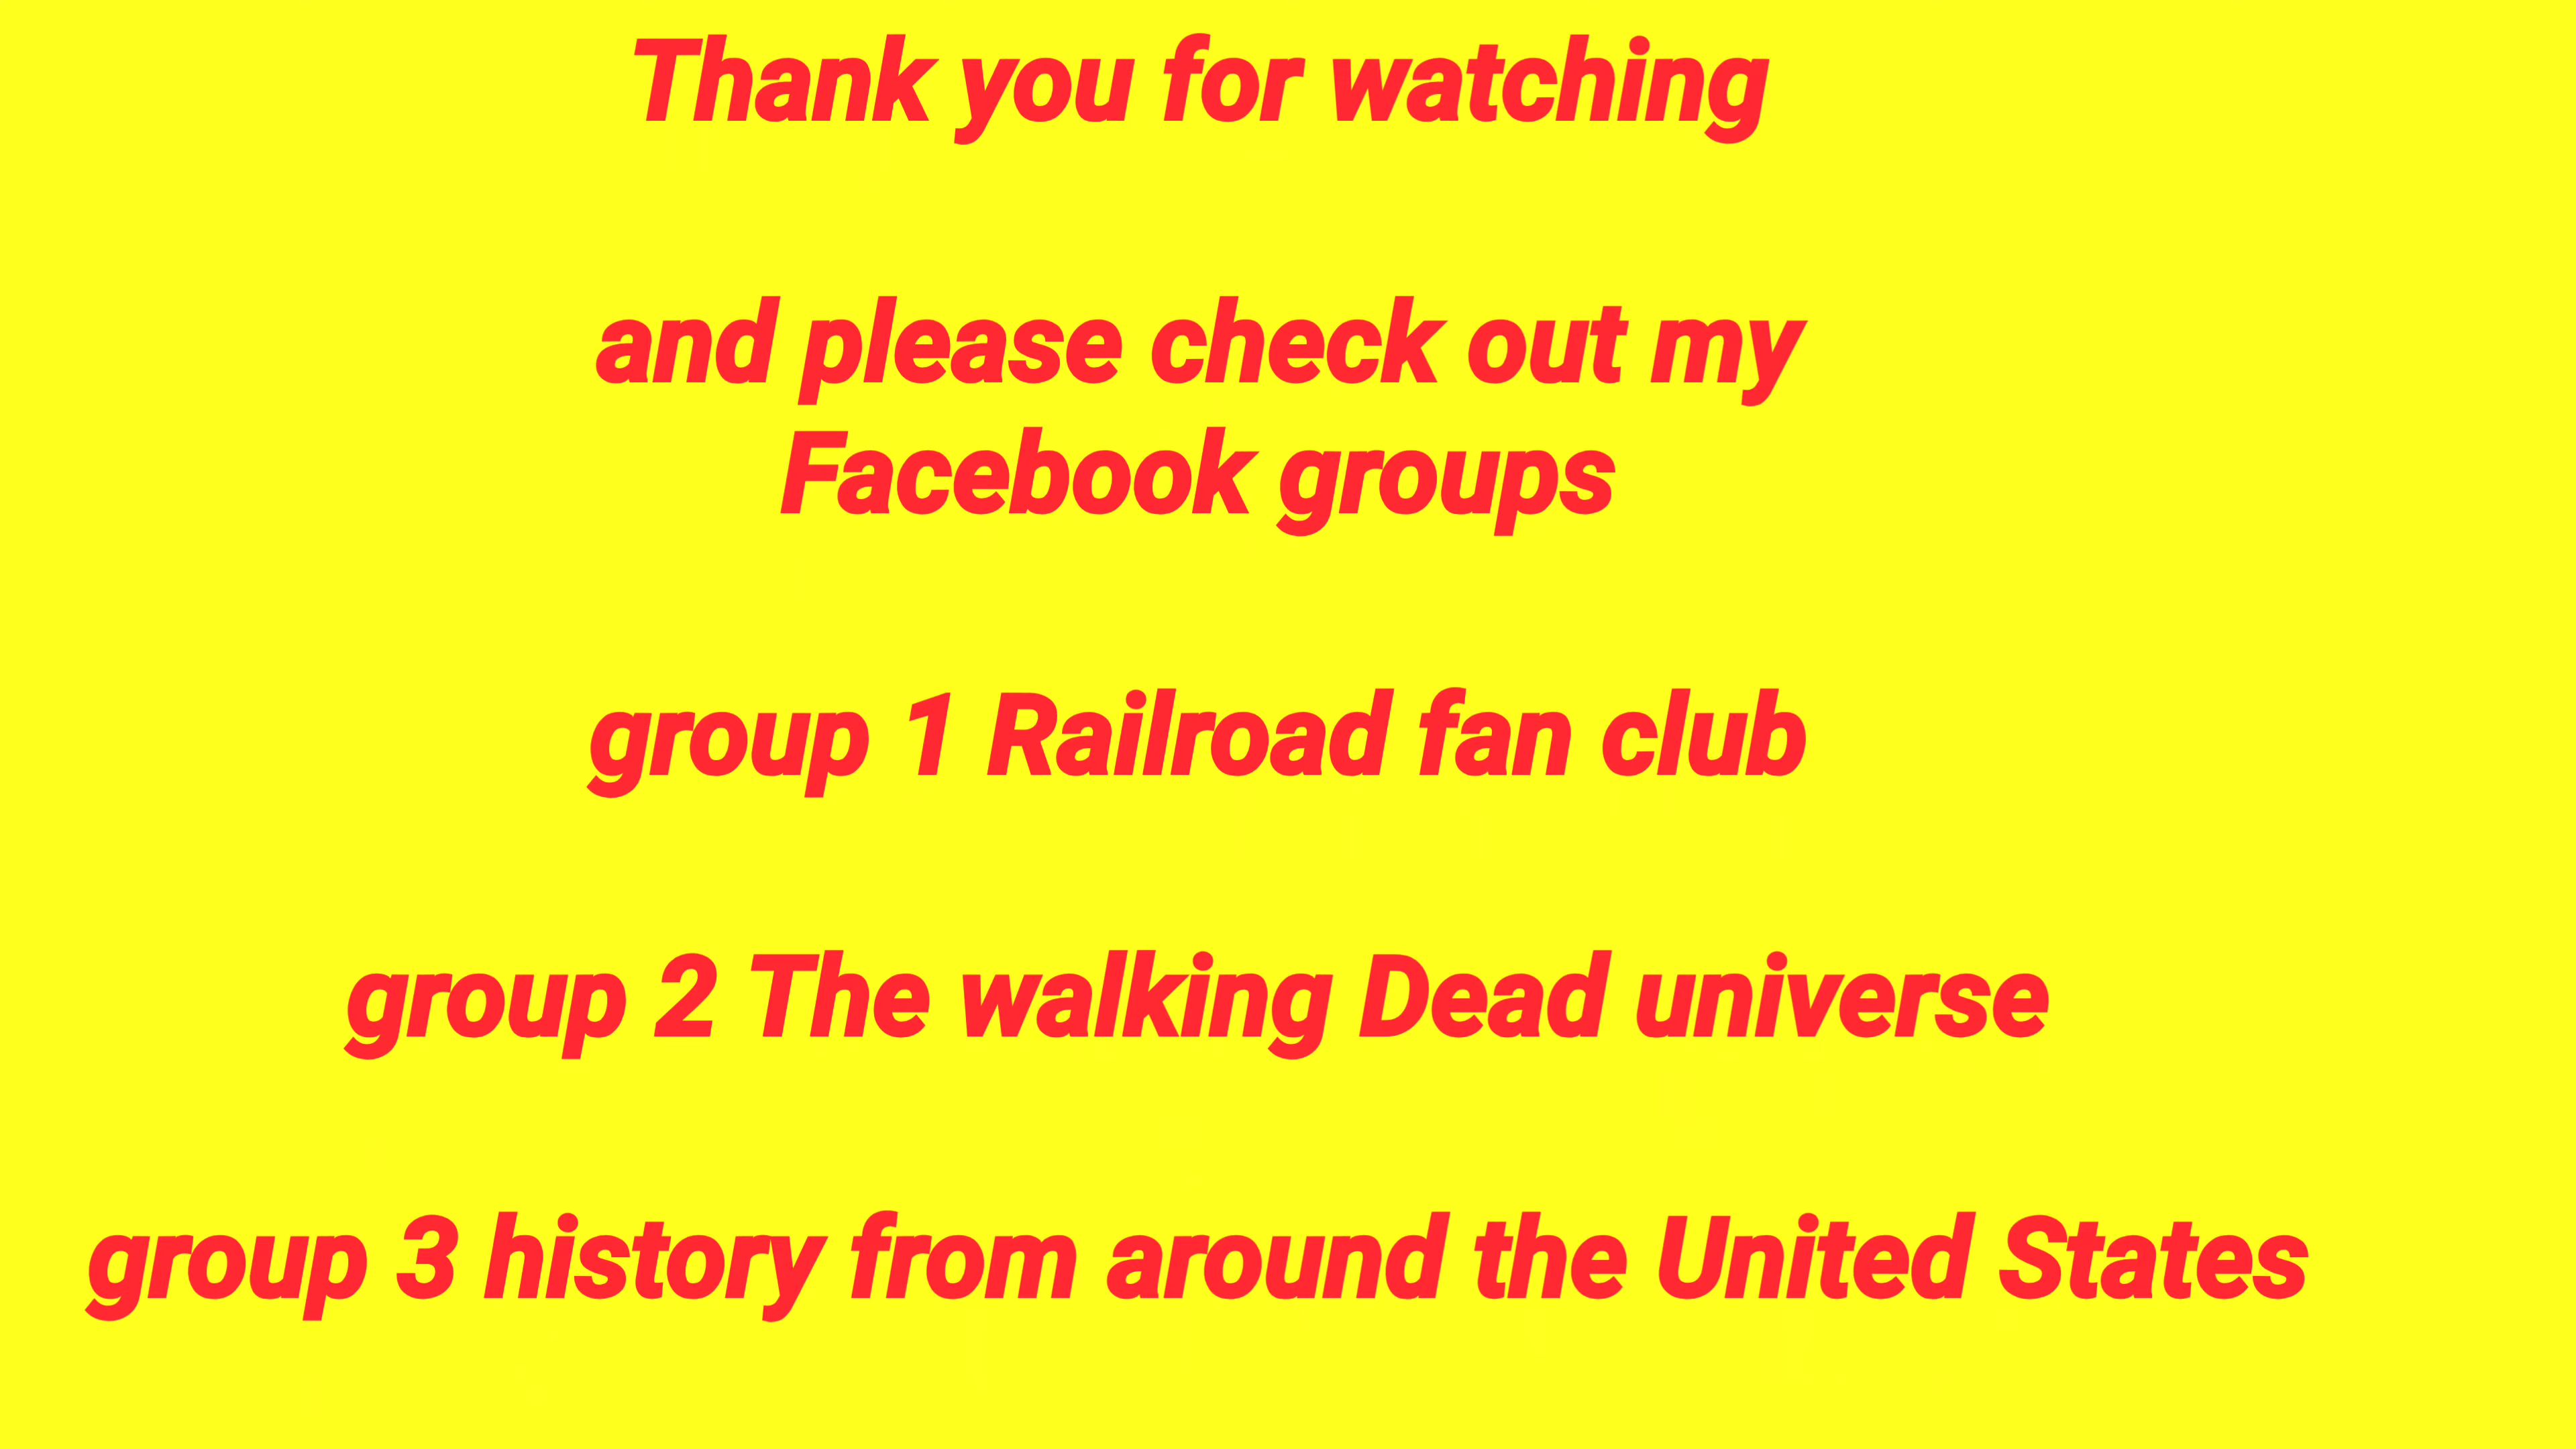 Thank you for watching
and please check out my
Facebook groups
group 1 Railroad fan club
group 2 The walking Dead universe
group 3 history from around the United States